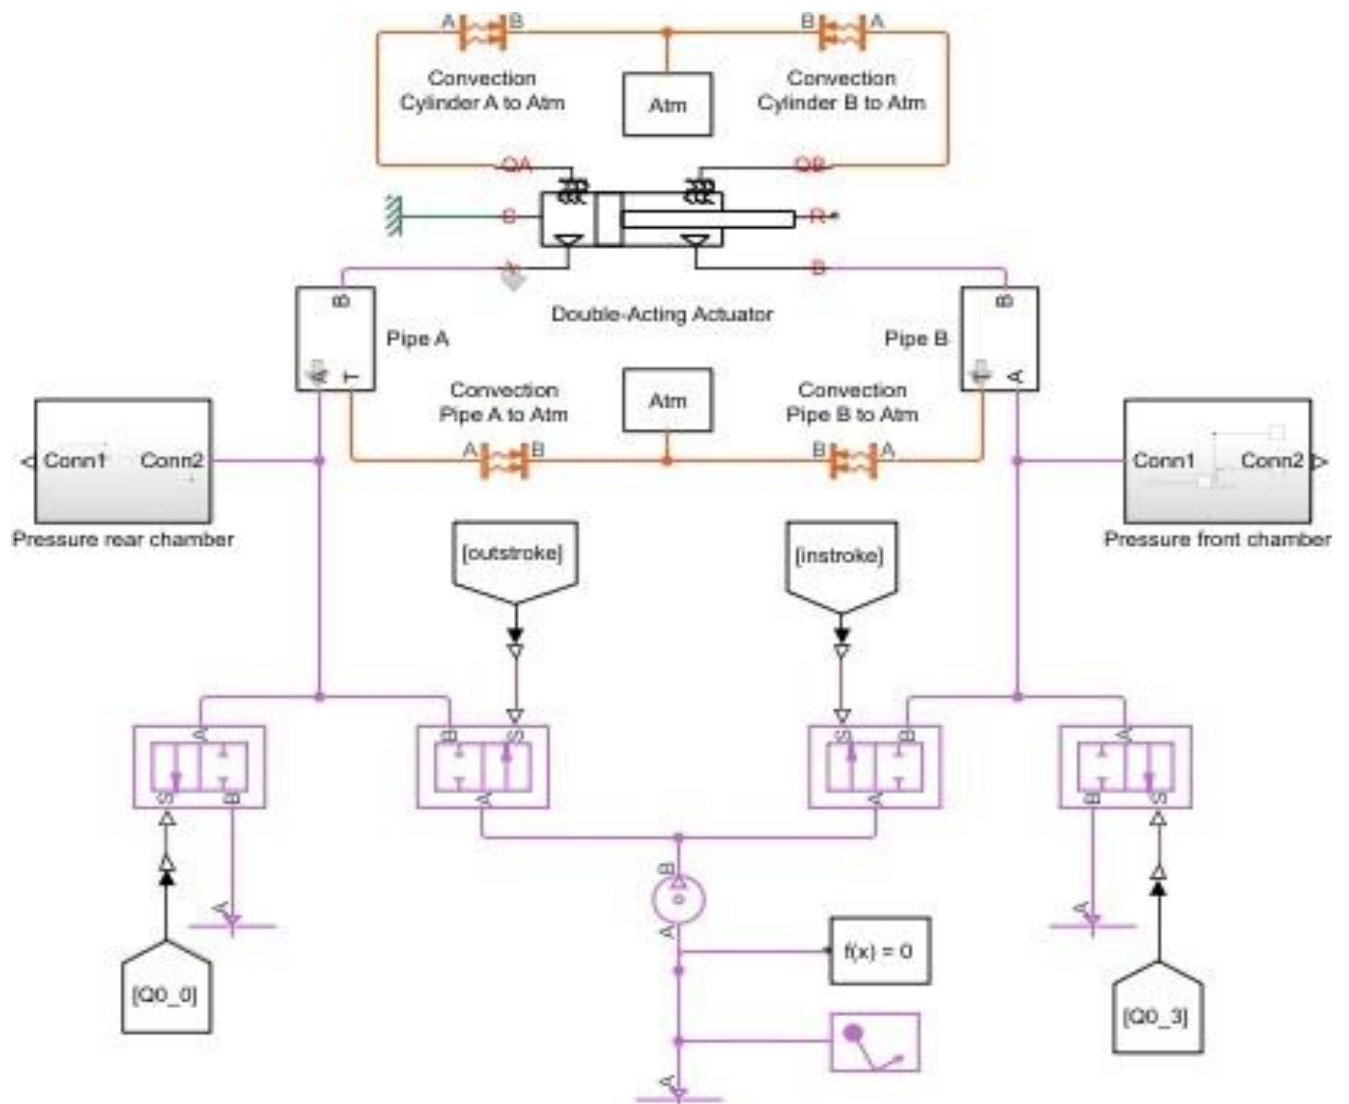 A B B A
Convection
Cylinder A to Atm
Atm
Convection
Cylinder B to Atm
QA QB
C R
A B
Double-Acting Actuator
B
Pipe A
A T
B
Pipe B
T A
Convection
Pipe A to Atm
Atm
Convection
Pipe B to Atm
A B B A
Conn1 Conn2
Pressure rear chamber
Conn1 Conn2
Pressure front chamber
[outstroke]
[instroke]
A B S S B A
S B A A B S
B
A
A A
f(x) = 0
[Q0_0]
[Q0_3]
A